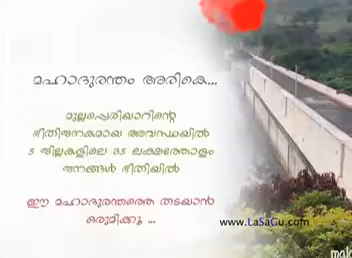 മഹാദുരന്തം അരികെ...
മുല്ലപ്പെരിയാറിന്റെ
ഭീതിജനകമായ അവസ്ഥയിൽ
5 ജില്ലകളിലെ 35 ലക്ഷത്തോളം
ജനങ്ങൾ ഭീതിയിൽ
ഈ മഹാദുരന്തത്തെ തടയാൻ
ഒരുമിക്കൂ ...
www.LaSaGu.com